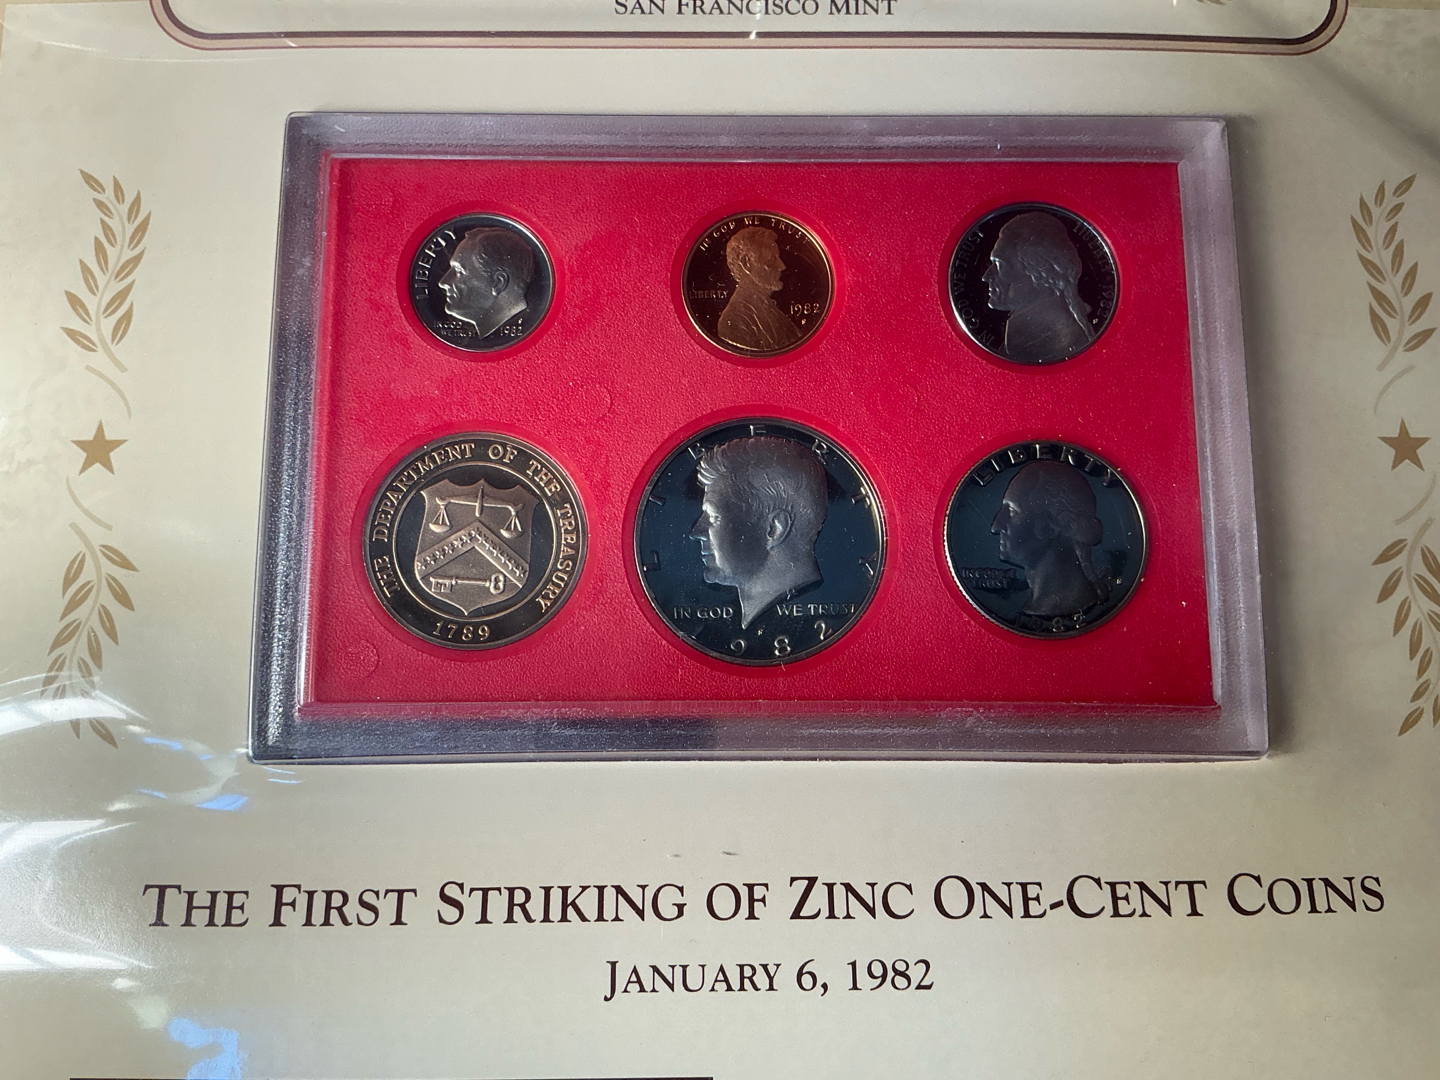 SAN FRANCISCO MINT
LIBERTY
IN GOD
WE TRUST
1982
IN GOD WE TRUST
LIBERTY
1982
IN GOD WE TRUST
LIBERTY 1982
THE DEPARTMENT OF THE TREASURY
1789
LIBERTY
IN GOD WE TRUST
1982
LIBERTY
IN GOD WE
TRUST
1982
THE FIRST STRIKING OF ZINC ONE-CENT COINS
JANUARY 6, 1982